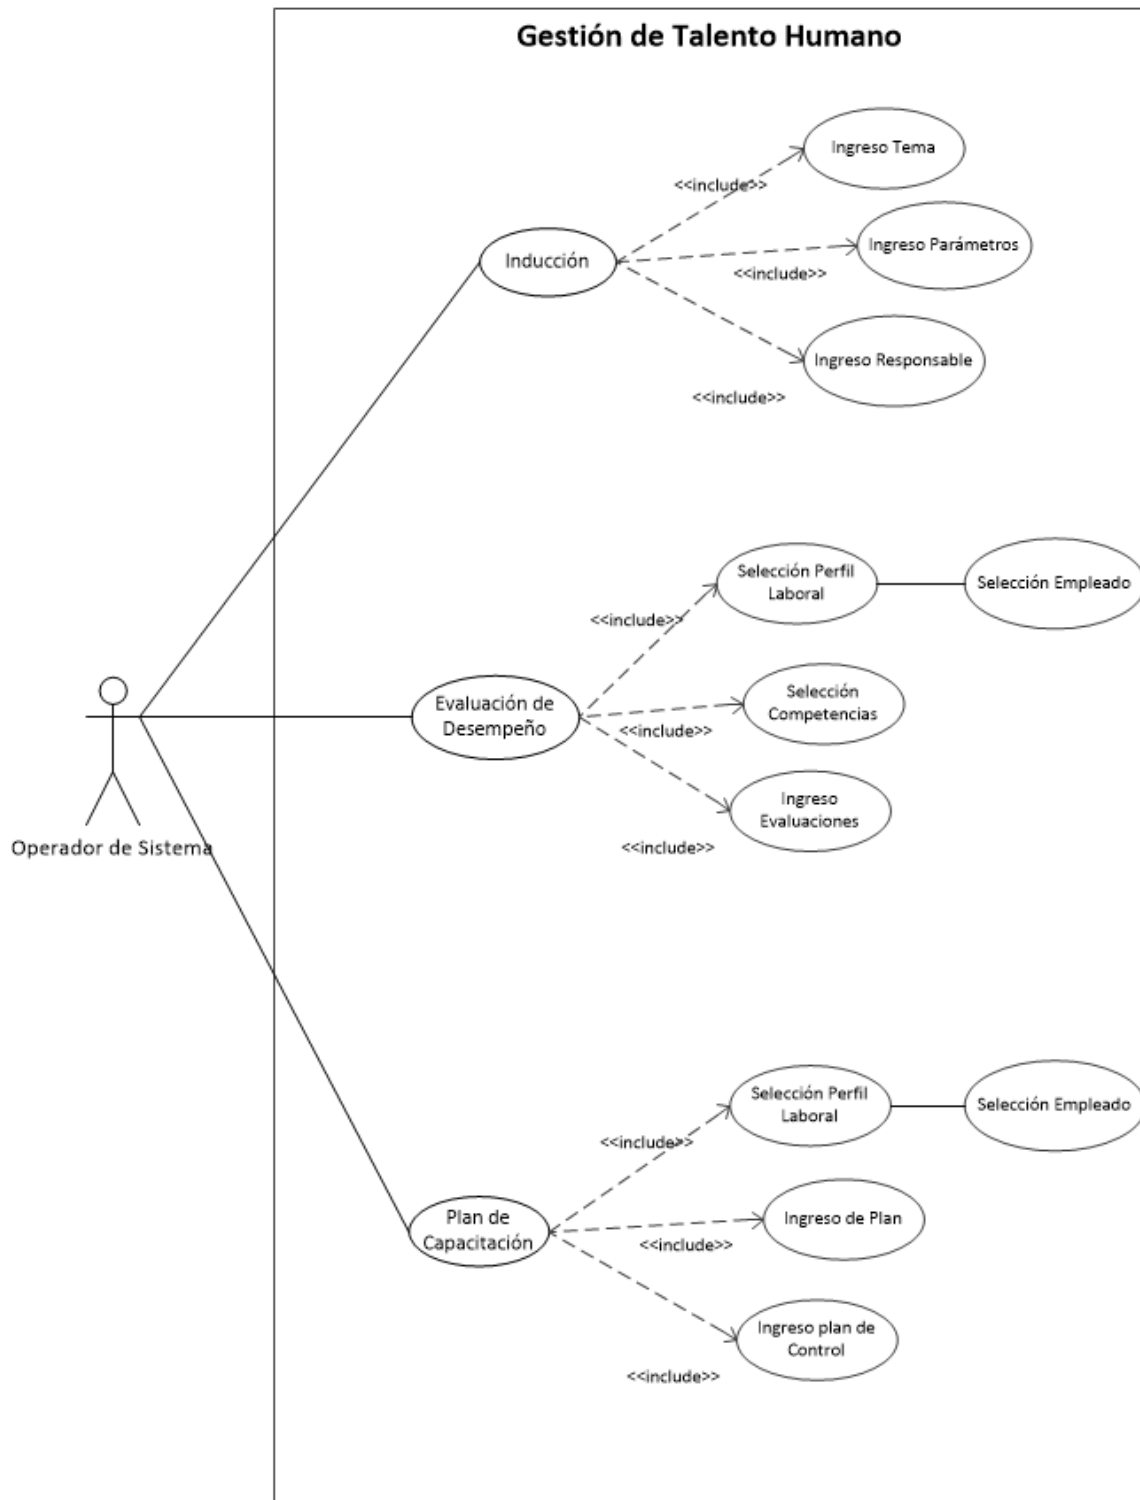 Gestión de Talento Humano
Ingreso Tema
<<include>>
Ingreso Parámetros
Inducción
<<include>>
Ingreso Responsable
<<include>>
Selección Perfil
Laboral
Selección Empleado
<<include>>
Selección
Competencias
Evaluación de
Desempeño
<<include>>
Ingreso
Evaluaciones
<<include>>
Operador de Sistema
Selección Perfil
Laboral
Selección Empleado
<<include>>
Plan de
Capacitación
Ingreso de Plan
<<include>>
Ingreso plan de
Control
<<include>>